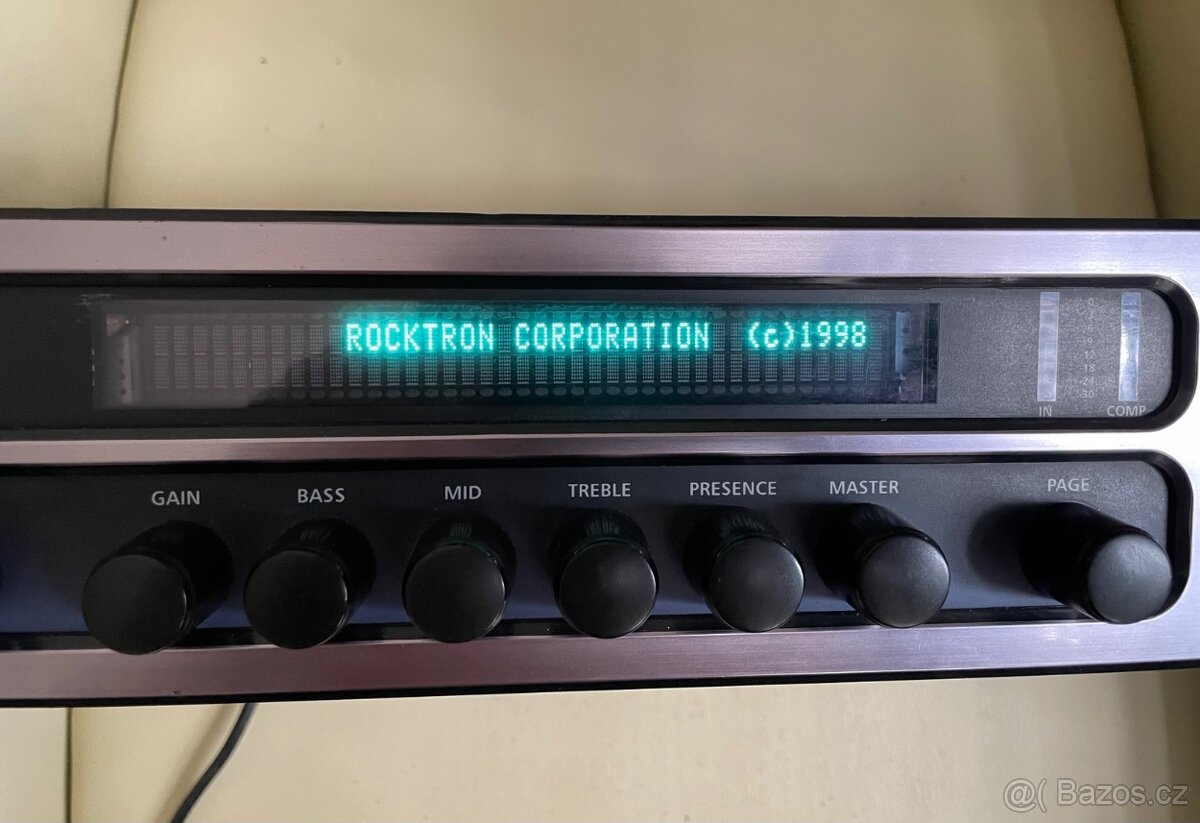 ROCKTRON CORPORATION (c)1998
IN
COMP
GAIN
BASS
MID
TREBLE
PRESENCE
MASTER
PAGE
@( Bazos.cz